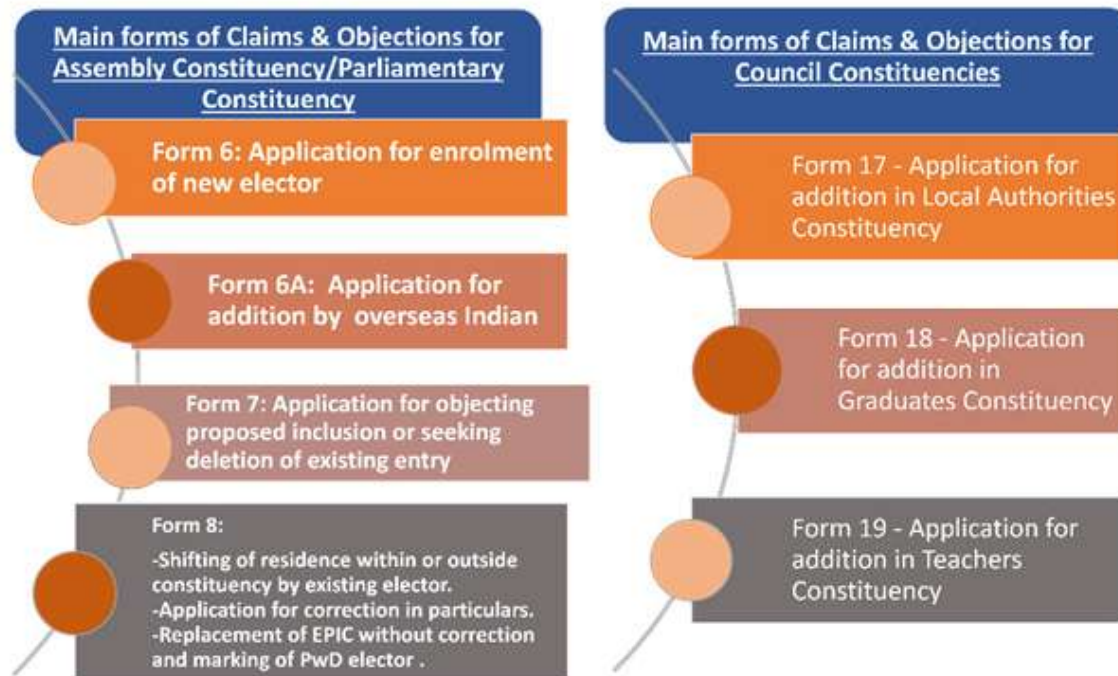 Main forms of Claims & Objections for
Assembly Constituency/Parliamentary
Constituency
Form 6: Application for enrolment
of new elector
Form 6A:  Application for
addition by  overseas Indian
Form 7: Application for objecting
proposed inclusion or seeking
deletion of existing entry
Form 8:
-Shifting of residence within or outside
constituency by existing elector.
-Application for correction in particulars.
-Replacement of EPIC without correction
and marking of PwD elector .
Main forms of Claims & Objections for
Council Constituencies
Form 17 - Application for
addition in Local Authorities
Constituency
Form 18 - Application
for addition in
Graduates Constituency
Form 19 - Application for
addition in Teachers
Constituency